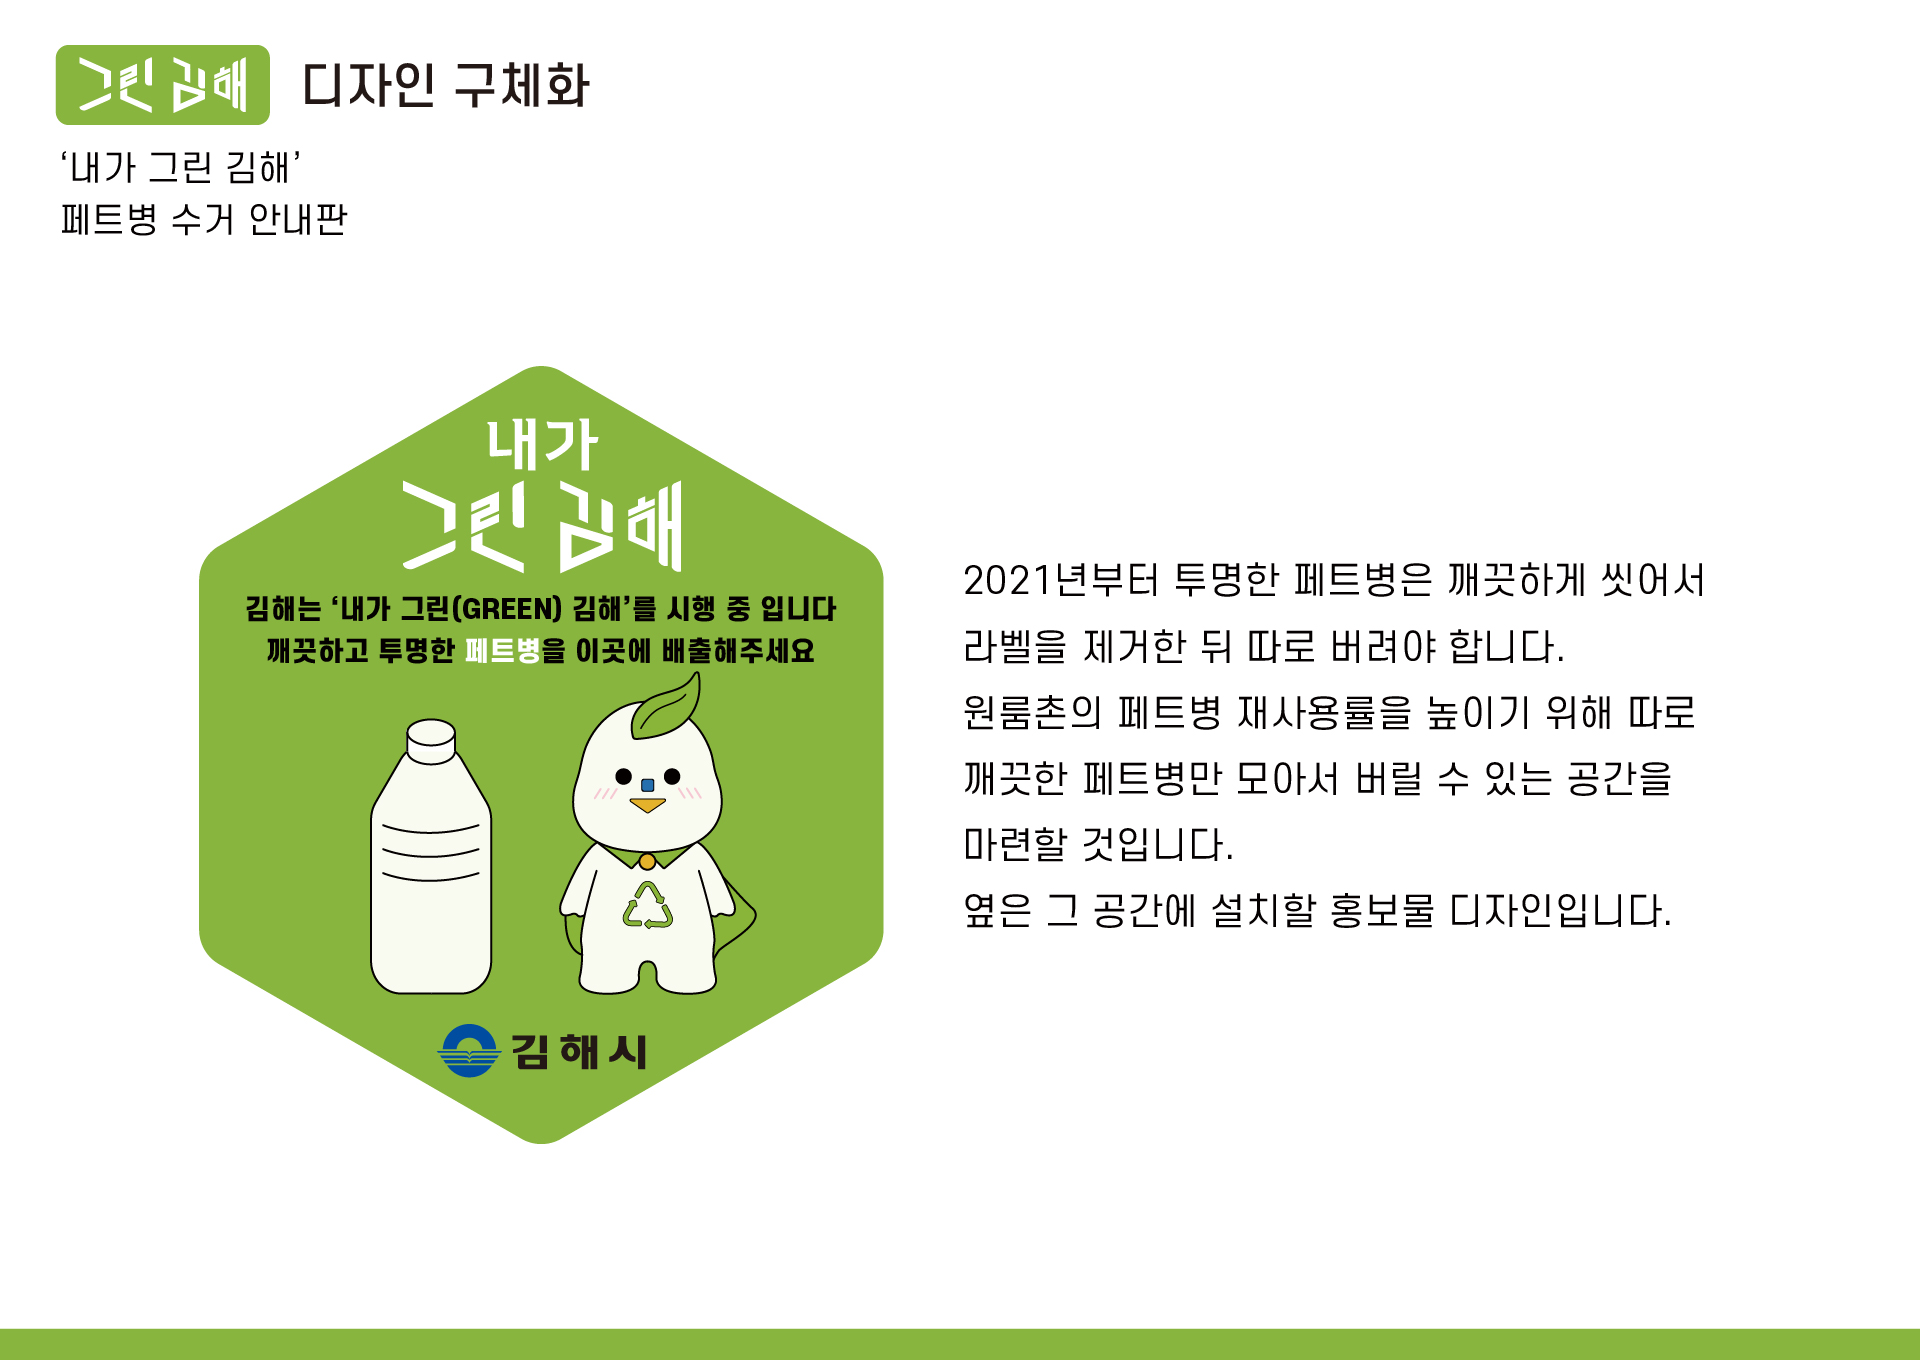 그린 김해 디자인 구체화
‘내가 그린 김해’
페트병 수거 안내판
내가
그린 김해
김해는 ‘내가 그린(GREEN) 김해’를 시행 중 입니다
깨끗하고 투명한 페트병을 이곳에 배출해주세요
김해시
2021년부터 투명한 페트병은 깨끗하게 씻어서
라벨을 제거한 뒤 따로 버려야 합니다.
원룸촌의 페트병 재사용률을 높이기 위해 따로
깨끗한 페트병만 모아서 버릴 수 있는 공간을
마련할 것입니다.
옆은 그 공간에 설치할 홍보물 디자인입니다.